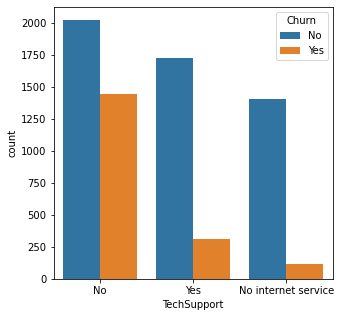 Churn
No
Yes
2000
1750
1500
1250
1000
750
500
250
0
count
No Yes No internet service
TechSupport